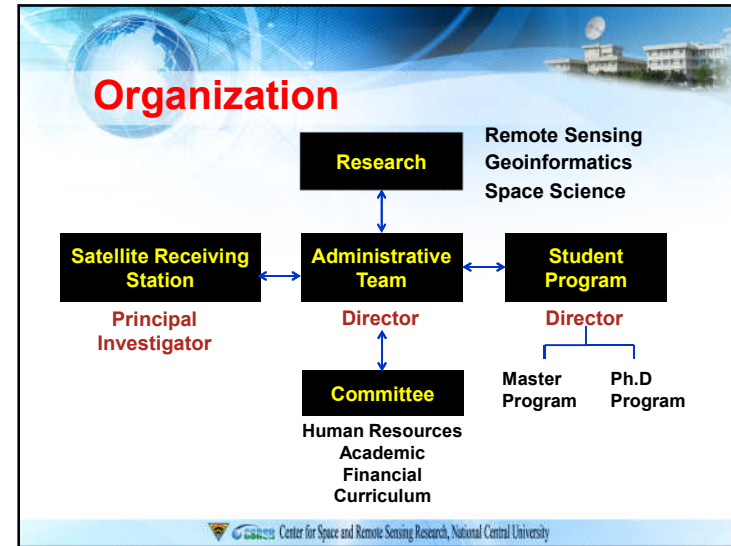 Organization
Research
Remote Sensing
Geoinformatics
Space Science
Satellite Receiving
Station
Principal
Investigator
Administrative
Team
Director
Student
Program
Director
Master
Program
Ph.D
Program
Committee
Human Resources
Academic
Financial
Curriculum
CSRSR Center for Space and Remote Sensing Research, National Central University